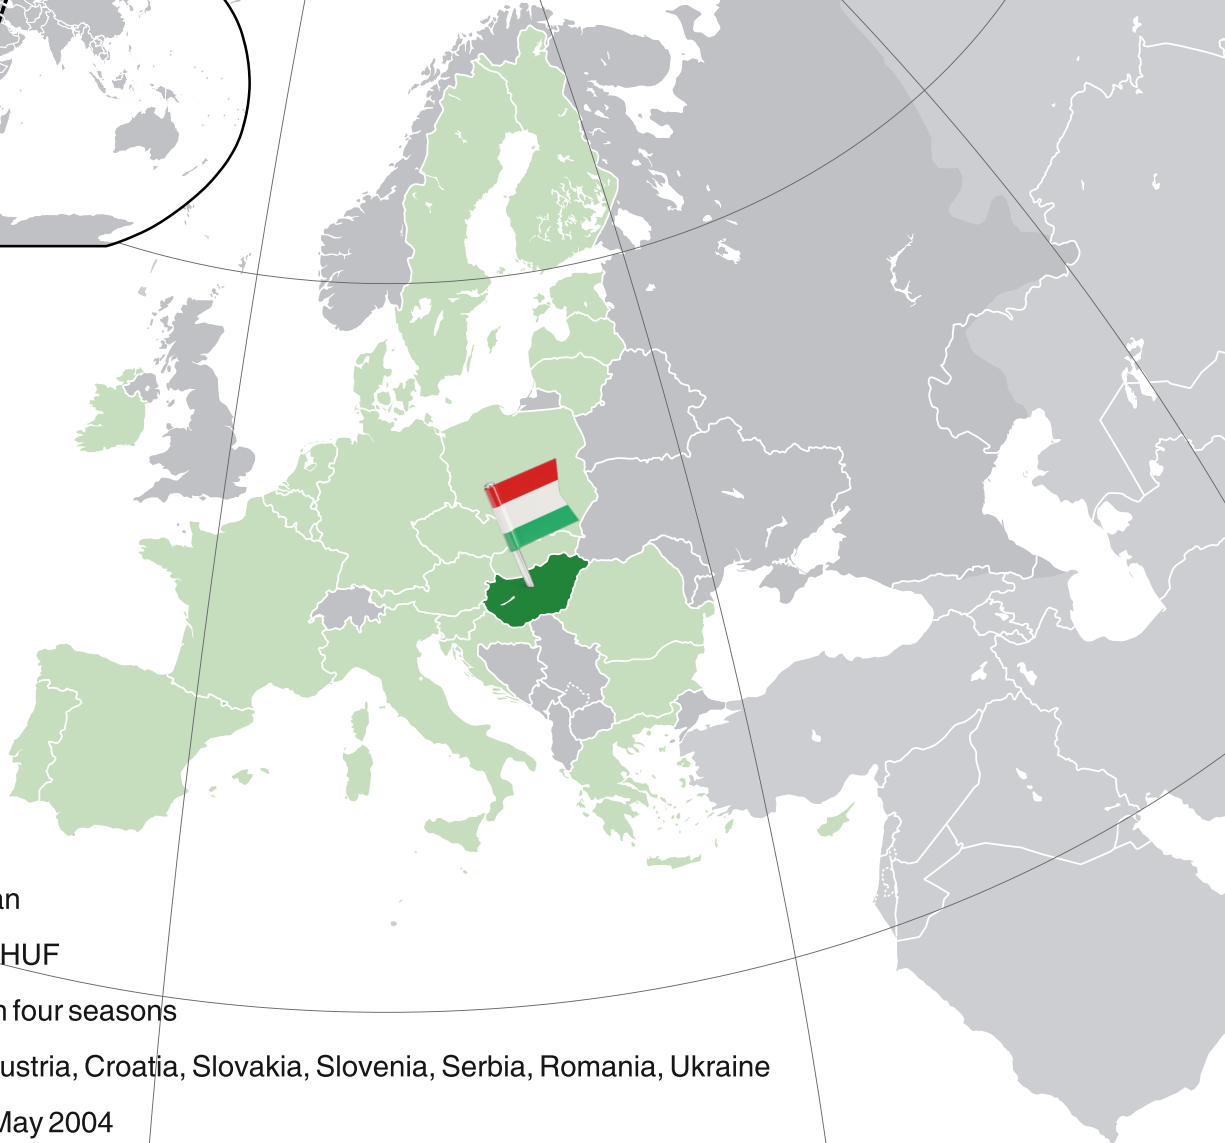 an
HUF
n four seasons
ustria, Croatia, Slovakia, Slovenia, Serbia, Romania, Ukraine
May 2004